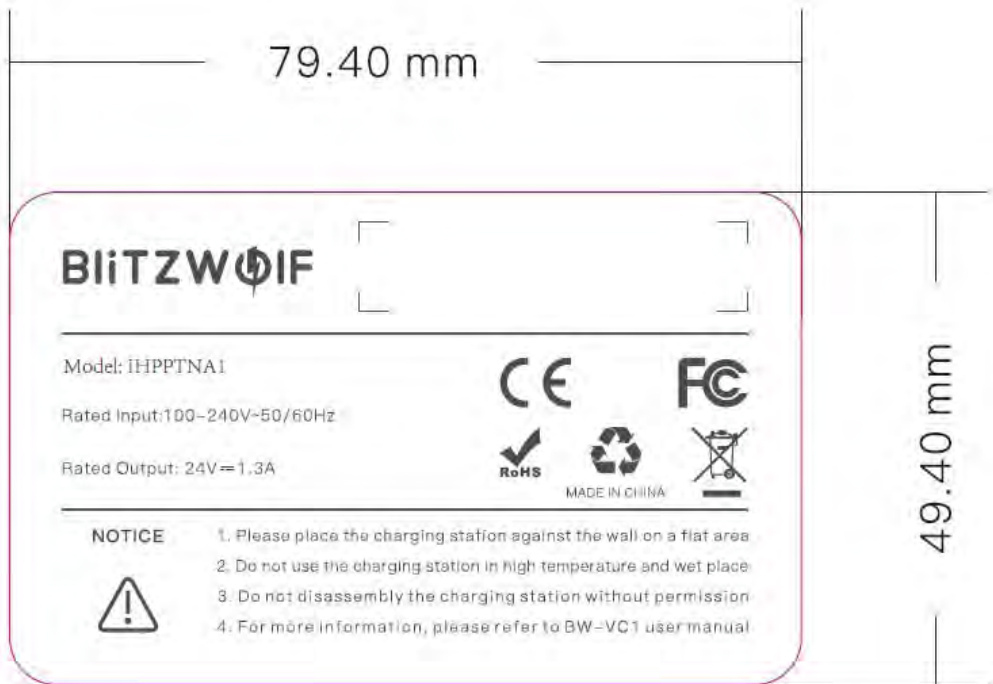 79.40 mm
BliTZWOlF
Model: iHPPTNA1
CE FC
Rated Input:100-240V~50/60Hz
Rated Output: 24V⎓1.3A
RoHS
MADE IN CHINA
49.40 mm
NOTICE
1. Please place the charging station against the wall on a flat area
2. Do not use the charging station in high temperature and wet place
3. Do not disassembly the charging station without permission
4. For more information, please refer to BW-VC1 user manual